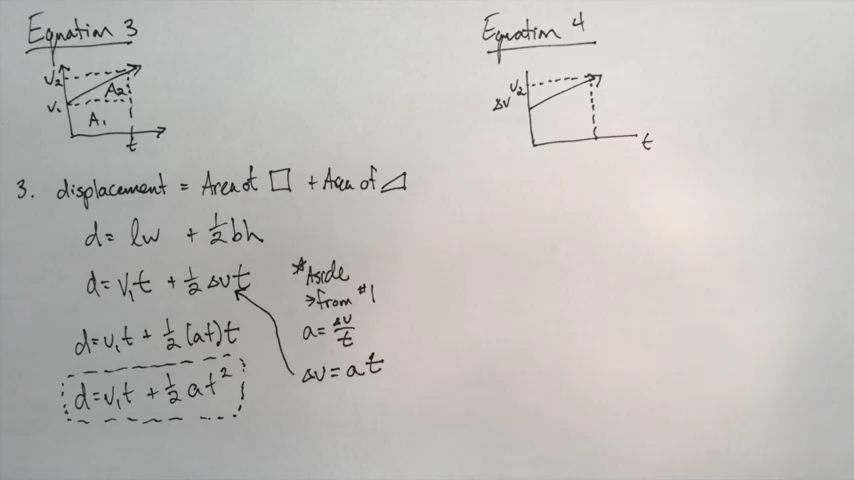 Equation 3
V₂
V₁
A₂
A₁
t
3. displacement = Area of □ + Area of ◿
d = lw + ½bh
d = V₁t + ½ΔVt
d = V₁t + ½(at)t
d = V₁t + ½at²
*Aside
→ from #1
a = ΔV/t
ΔV = at
Equation 4
V₂
ΔV
t